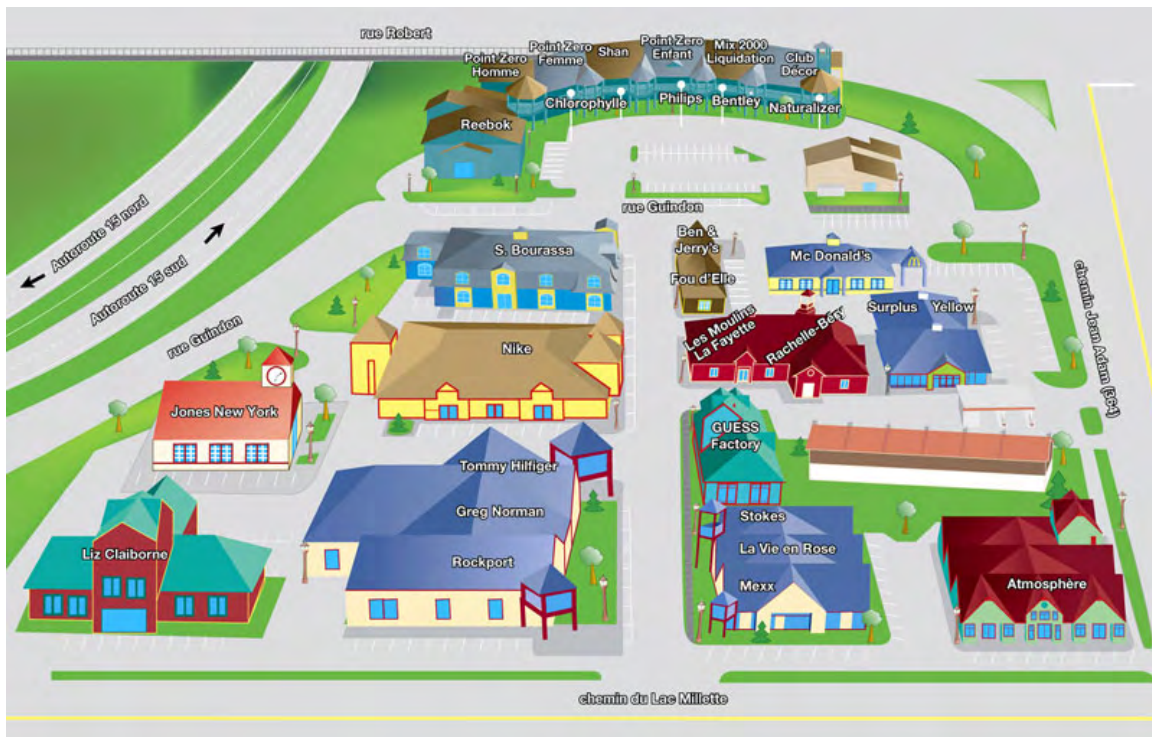 rue Robert
Point Zero
Homme
Point Zero
Femme
Shan
Point Zero
Enfant
Mix 2000
Liquidation
Club
Décor
Chlorophylle
Philips
Bentley
Naturalizer
Reebok
Autoroute 15 nord
Autoroute 15 sud
rue Guindon
rue Guindon
S. Bourassa
Ben &
Jerry's
Fou d'Elle
Mc Donald's
Surplus
Yellow
Les Moulins
La Fayette
Rachelle-Béry
chemin Jean Adam (364)
Nike
Jones New York
GUESS
Factory
Tommy Hilfiger
Greg Norman
Rockport
Liz Claiborne
Stokes
La Vie en Rose
Mexx
Atmosphère
chemin du Lac Millette